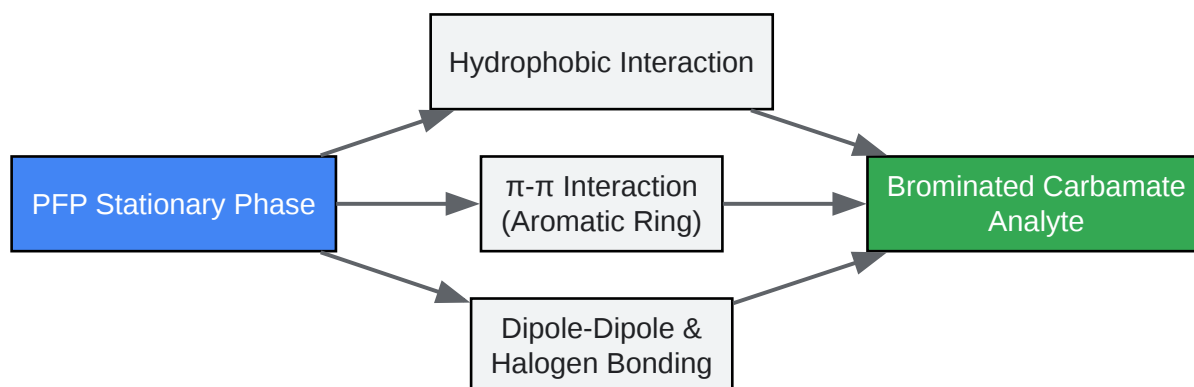 Hydrophobic Interaction
PFP Stationary Phase
π-π Interaction
(Aromatic Ring)
Brominated Carbamate
Analyte
Dipole-Dipole &
Halogen Bonding